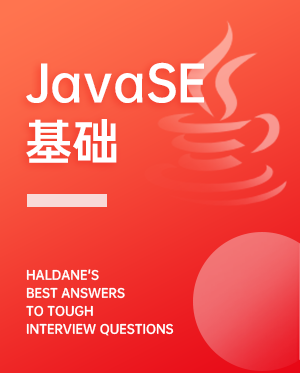 JavaSE
基础
HALDANE'S
BEST ANSWERS
TO TOUGH
INTERVIEW QUESTIONS